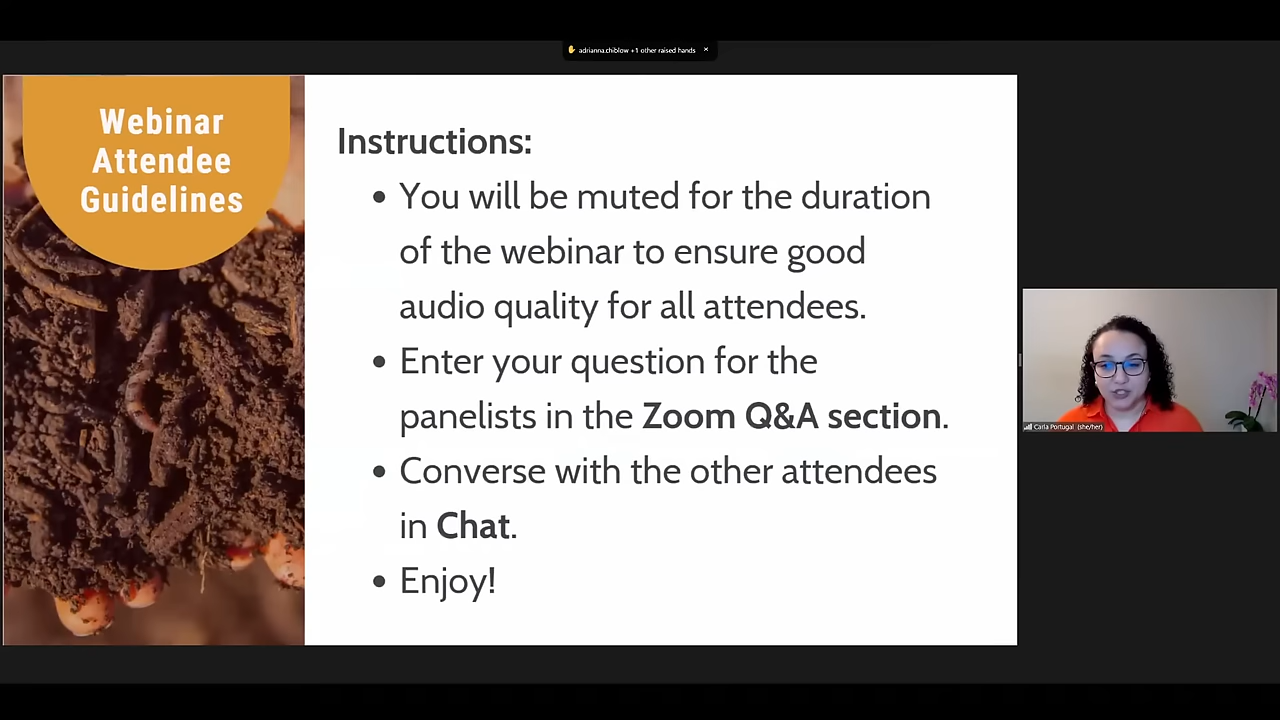 adrianna.chiblow +1 other raised hands ×
Webinar
Attendee
Guidelines
Instructions:
• You will be muted for the duration
of the webinar to ensure good
audio quality for all attendees.
• Enter your question for the
panelists in the Zoom Q&A section.
• Converse with the other attendees
in Chat.
• Enjoy!
Carla Portugal (she/her)